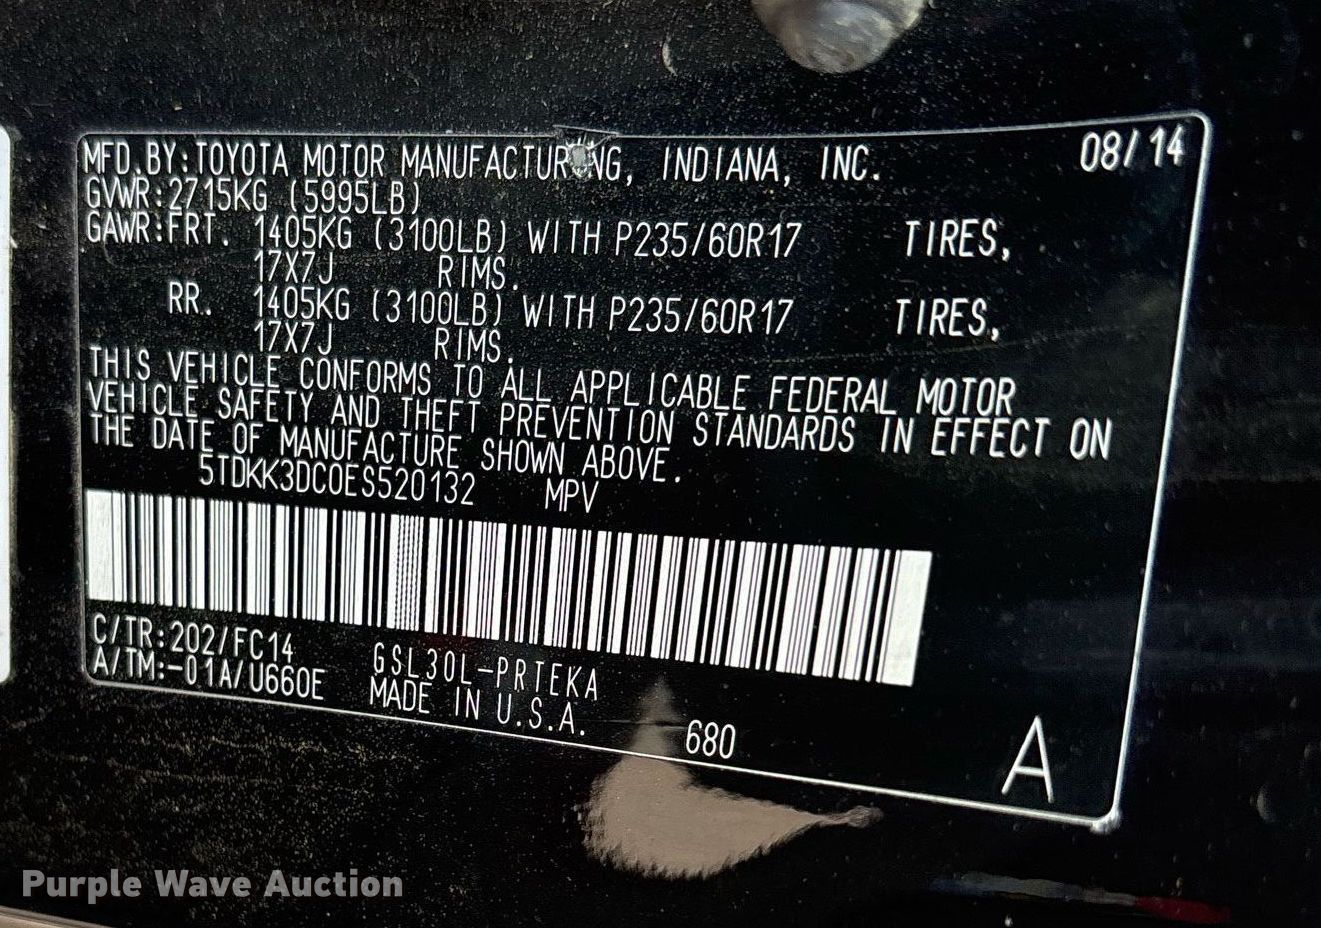 MFD.BY:TOYOTA MOTOR MANUFACTURING, INDIANA, INC. 08/14
GVWR:2715KG (5995LB)
GAWR:FRT. 1405KG (3100LB) WITH P235/60R17 TIRES,
17X7J RIMS.
RR. 1405KG (3100LB) WITH P235/60R17 TIRES,
17X7J RIMS.
THIS VEHICLE CONFORMS TO ALL APPLICABLE FEDERAL MOTOR
VEHICLE SAFETY AND THEFT PREVENTION STANDARDS IN EFFECT ON
THE DATE OF MANUFACTURE SHOWN ABOVE.
5TDKK3DC0ES520132 MPV
C/TR:202/FC14 GSL30L-PRTEKA
A/TM:-01A/U660E MADE IN U.S.A. 680 A
Purple Wave Auction